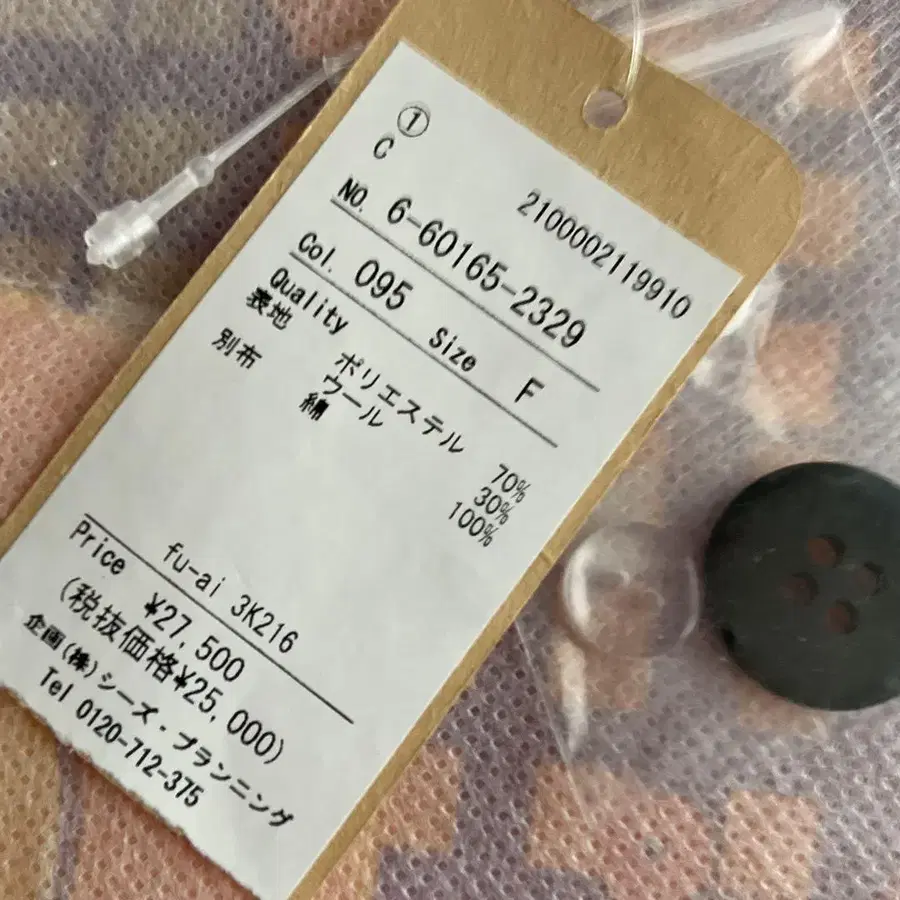 ①
C
2100002119910
NO. 6-60165-2329
Col. 095 Size F
Quality
表地 ポリエステル 70%
ウール 30%
別布 綿 100%
fu-ai 3K216
Price ¥27,500
(税抜価格¥25,000)
企画(株)シーズ・プランニング
Tel 0120-712-375